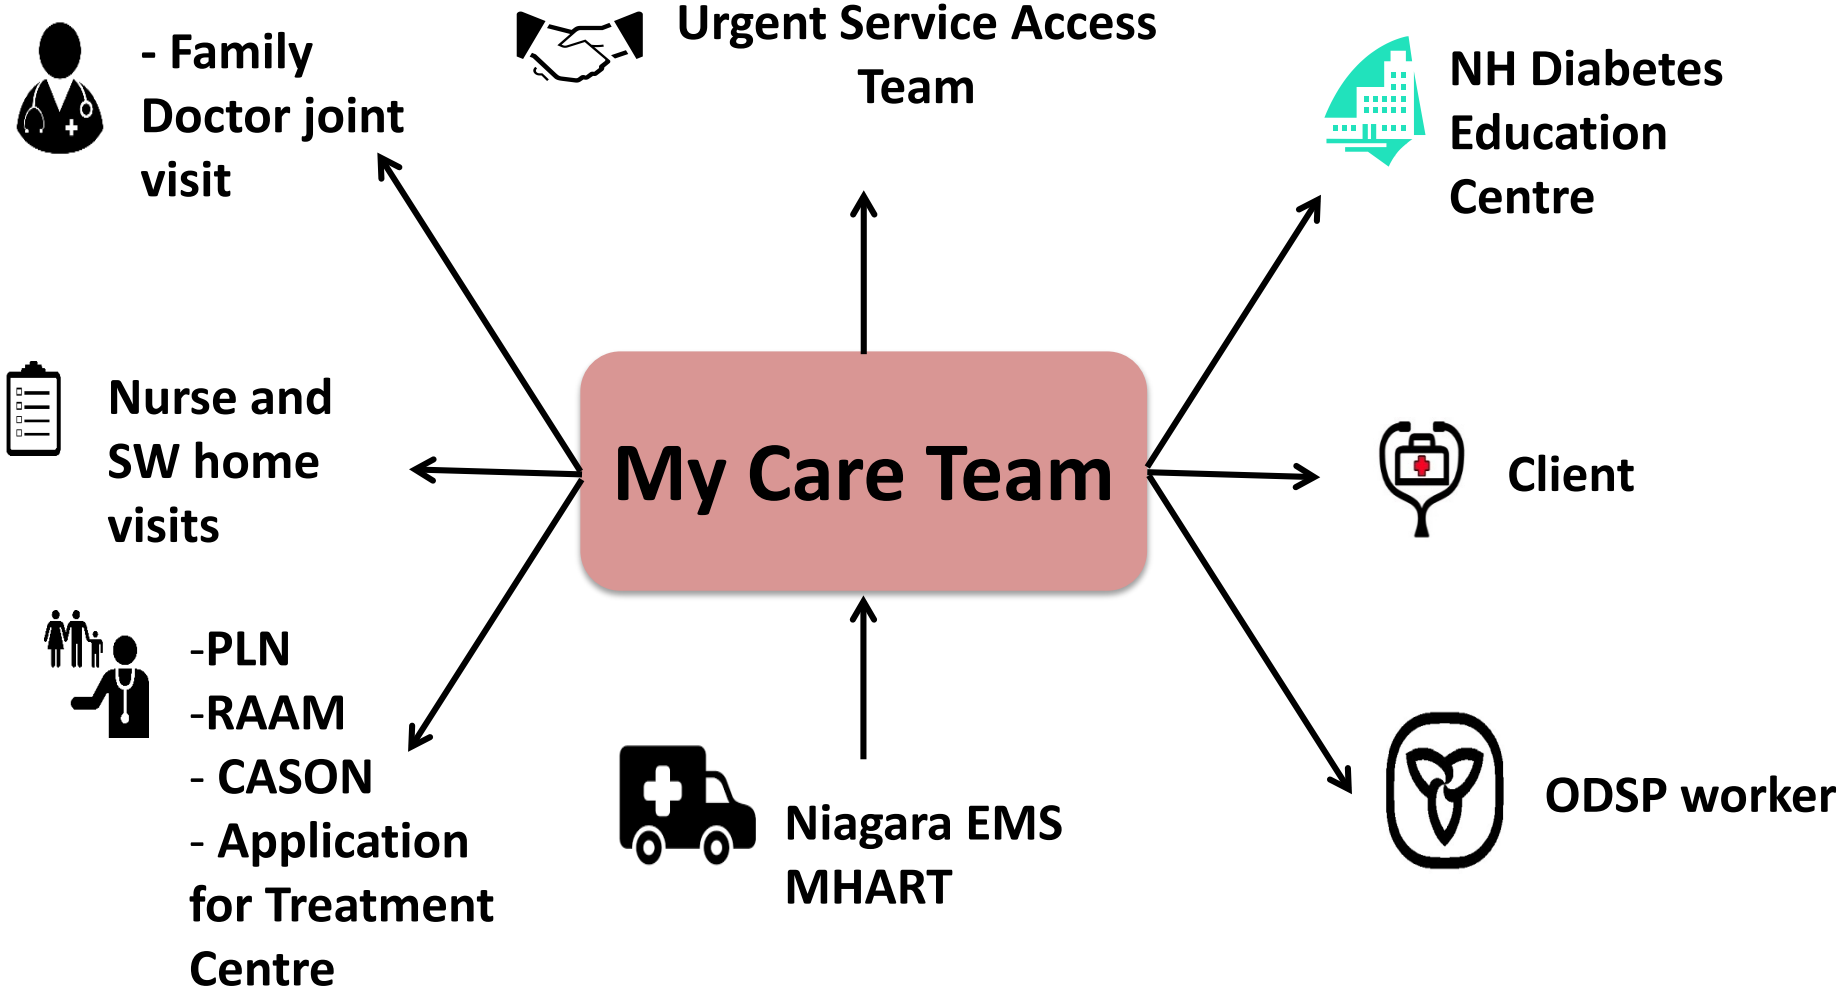 - Family
Doctor joint
visit
Urgent Service Access
Team
NH Diabetes
Education
Centre
Nurse and
SW home
visits
My Care Team
Client
-PLN
-RAAM
- CASON
- Application
for Treatment
Centre
Niagara EMS
MHART
ODSP worker